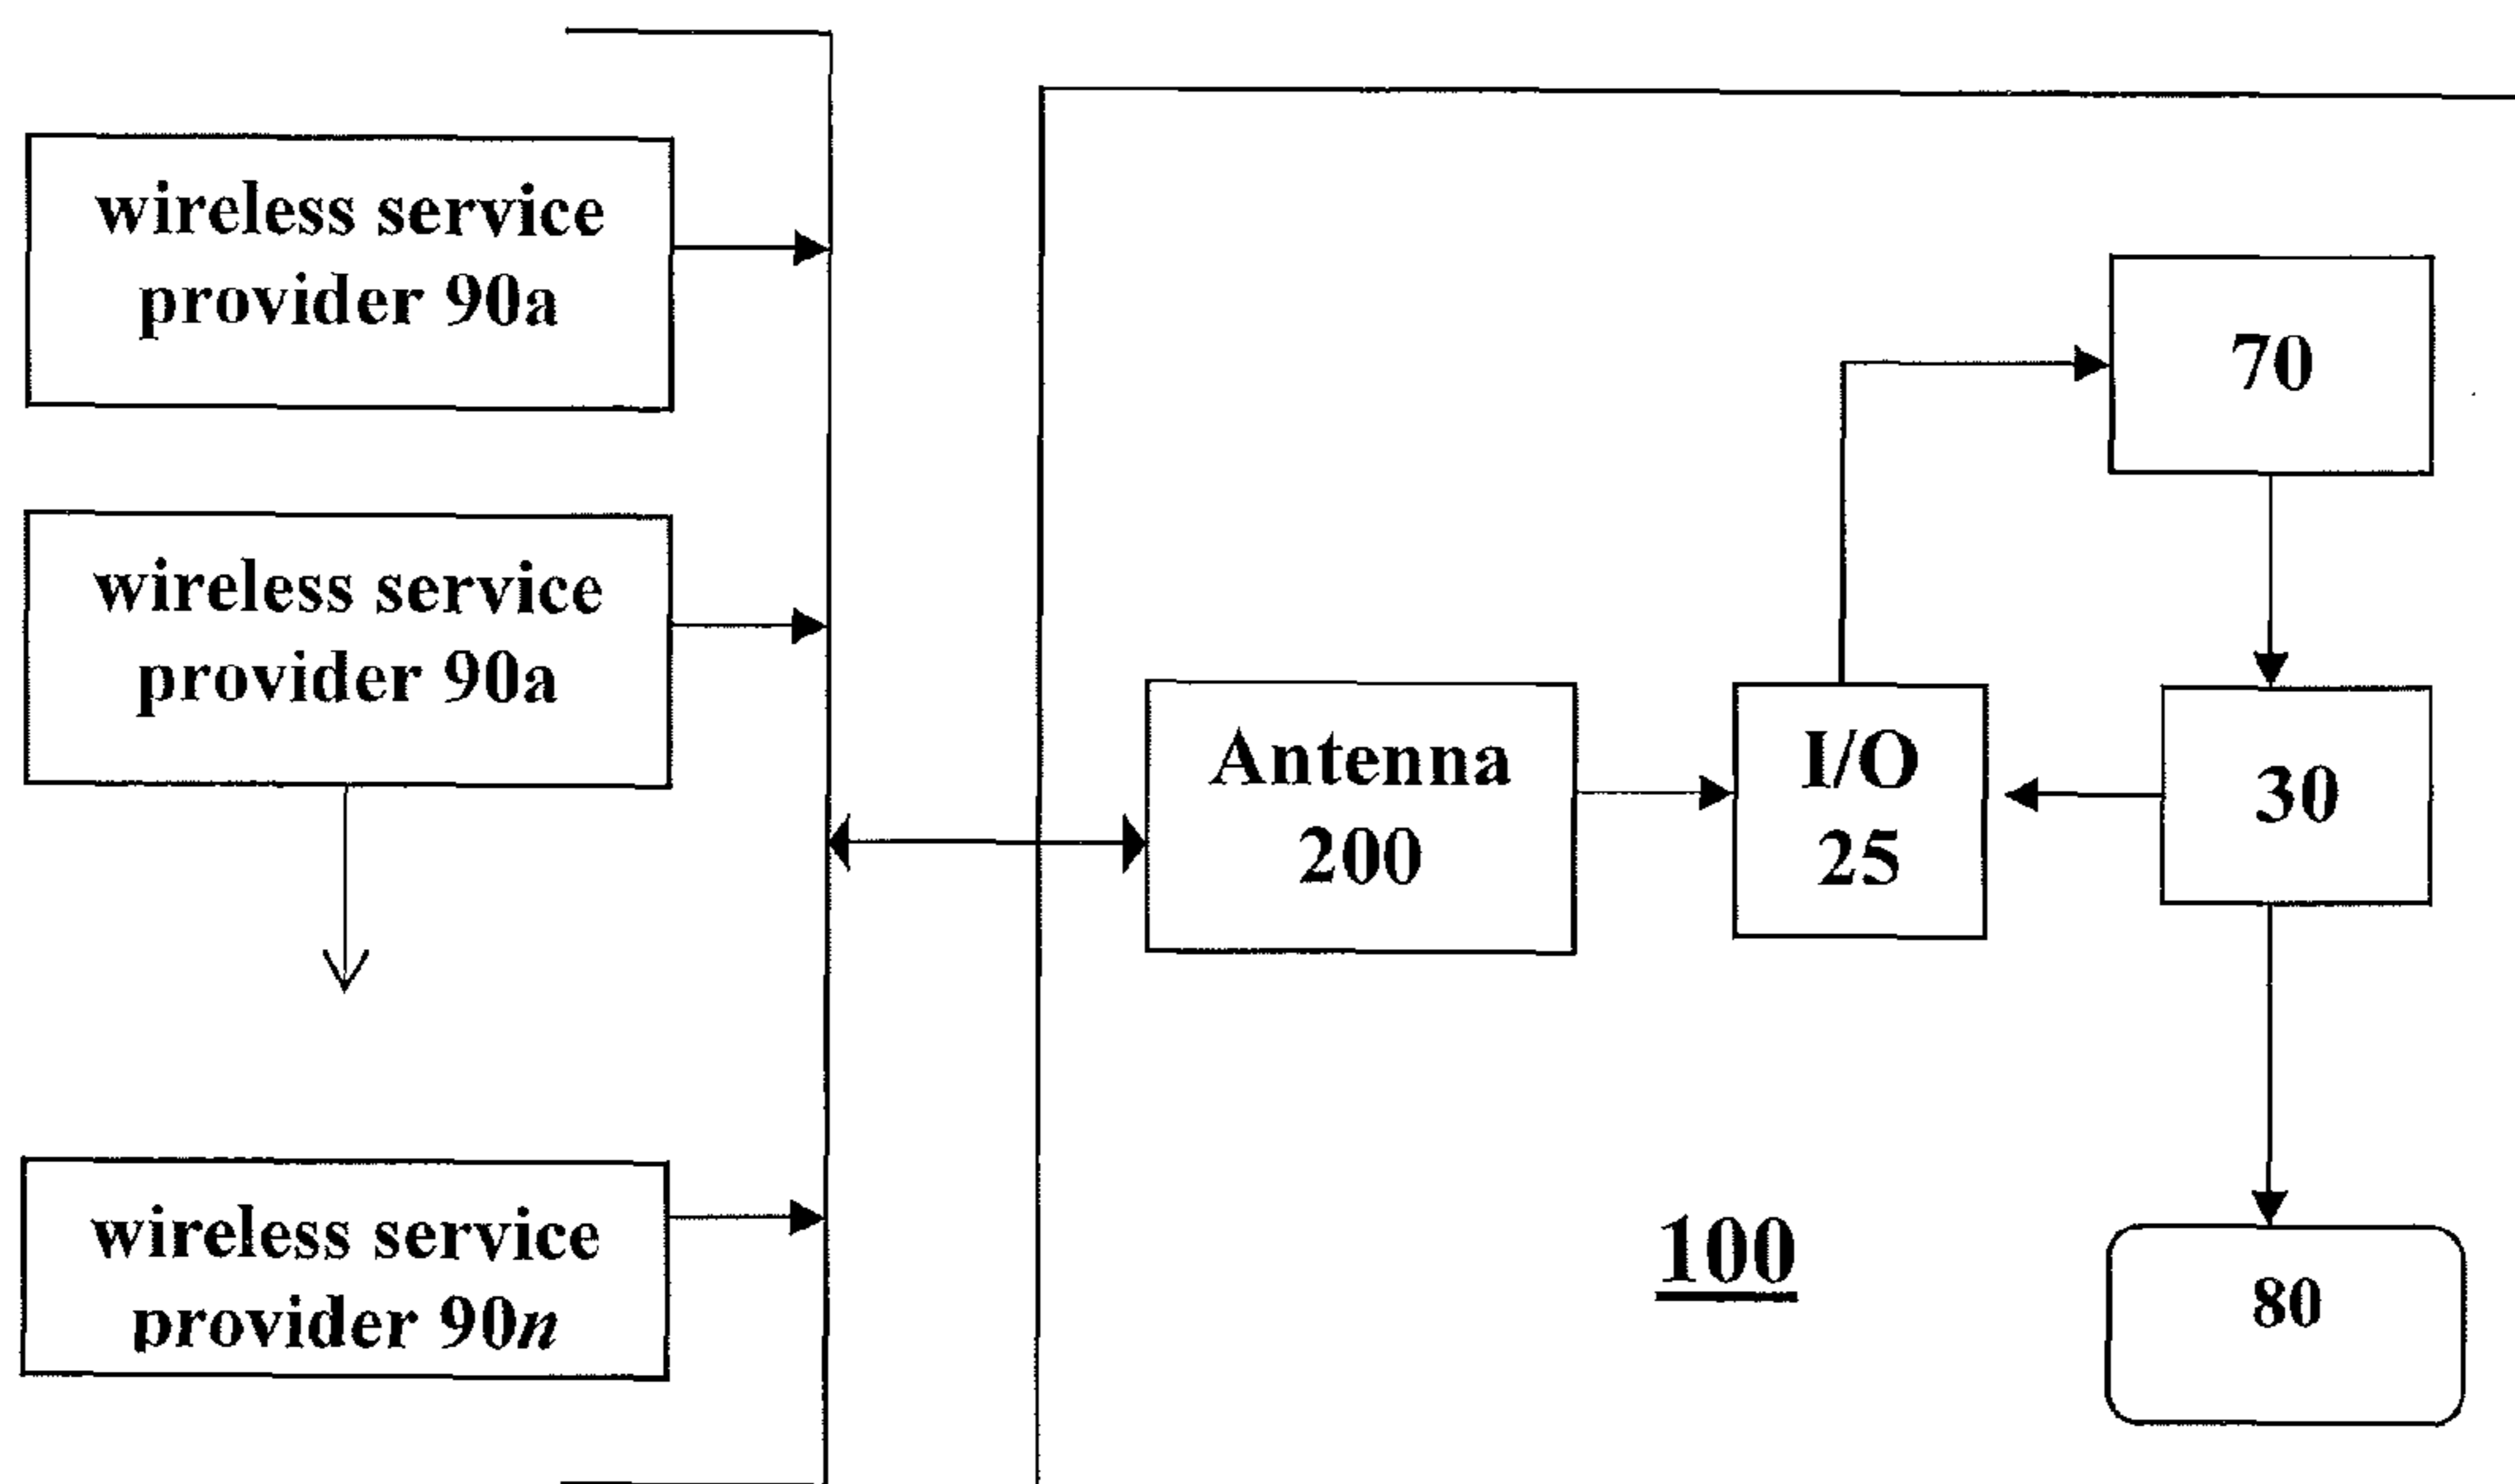 wireless service
provider 90a
wireless service
provider 90a
wireless service
provider 90n
Antenna
200
I/O
25
70
30
100
80